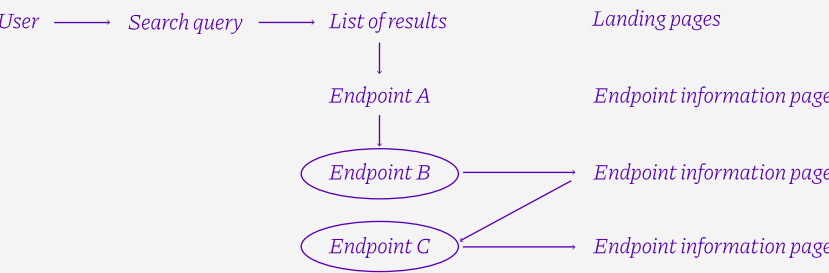 User
Search query
List of results
Landing pages
Endpoint A
Endpoint information page
Endpoint B
Endpoint information page
Endpoint C
Endpoint information page